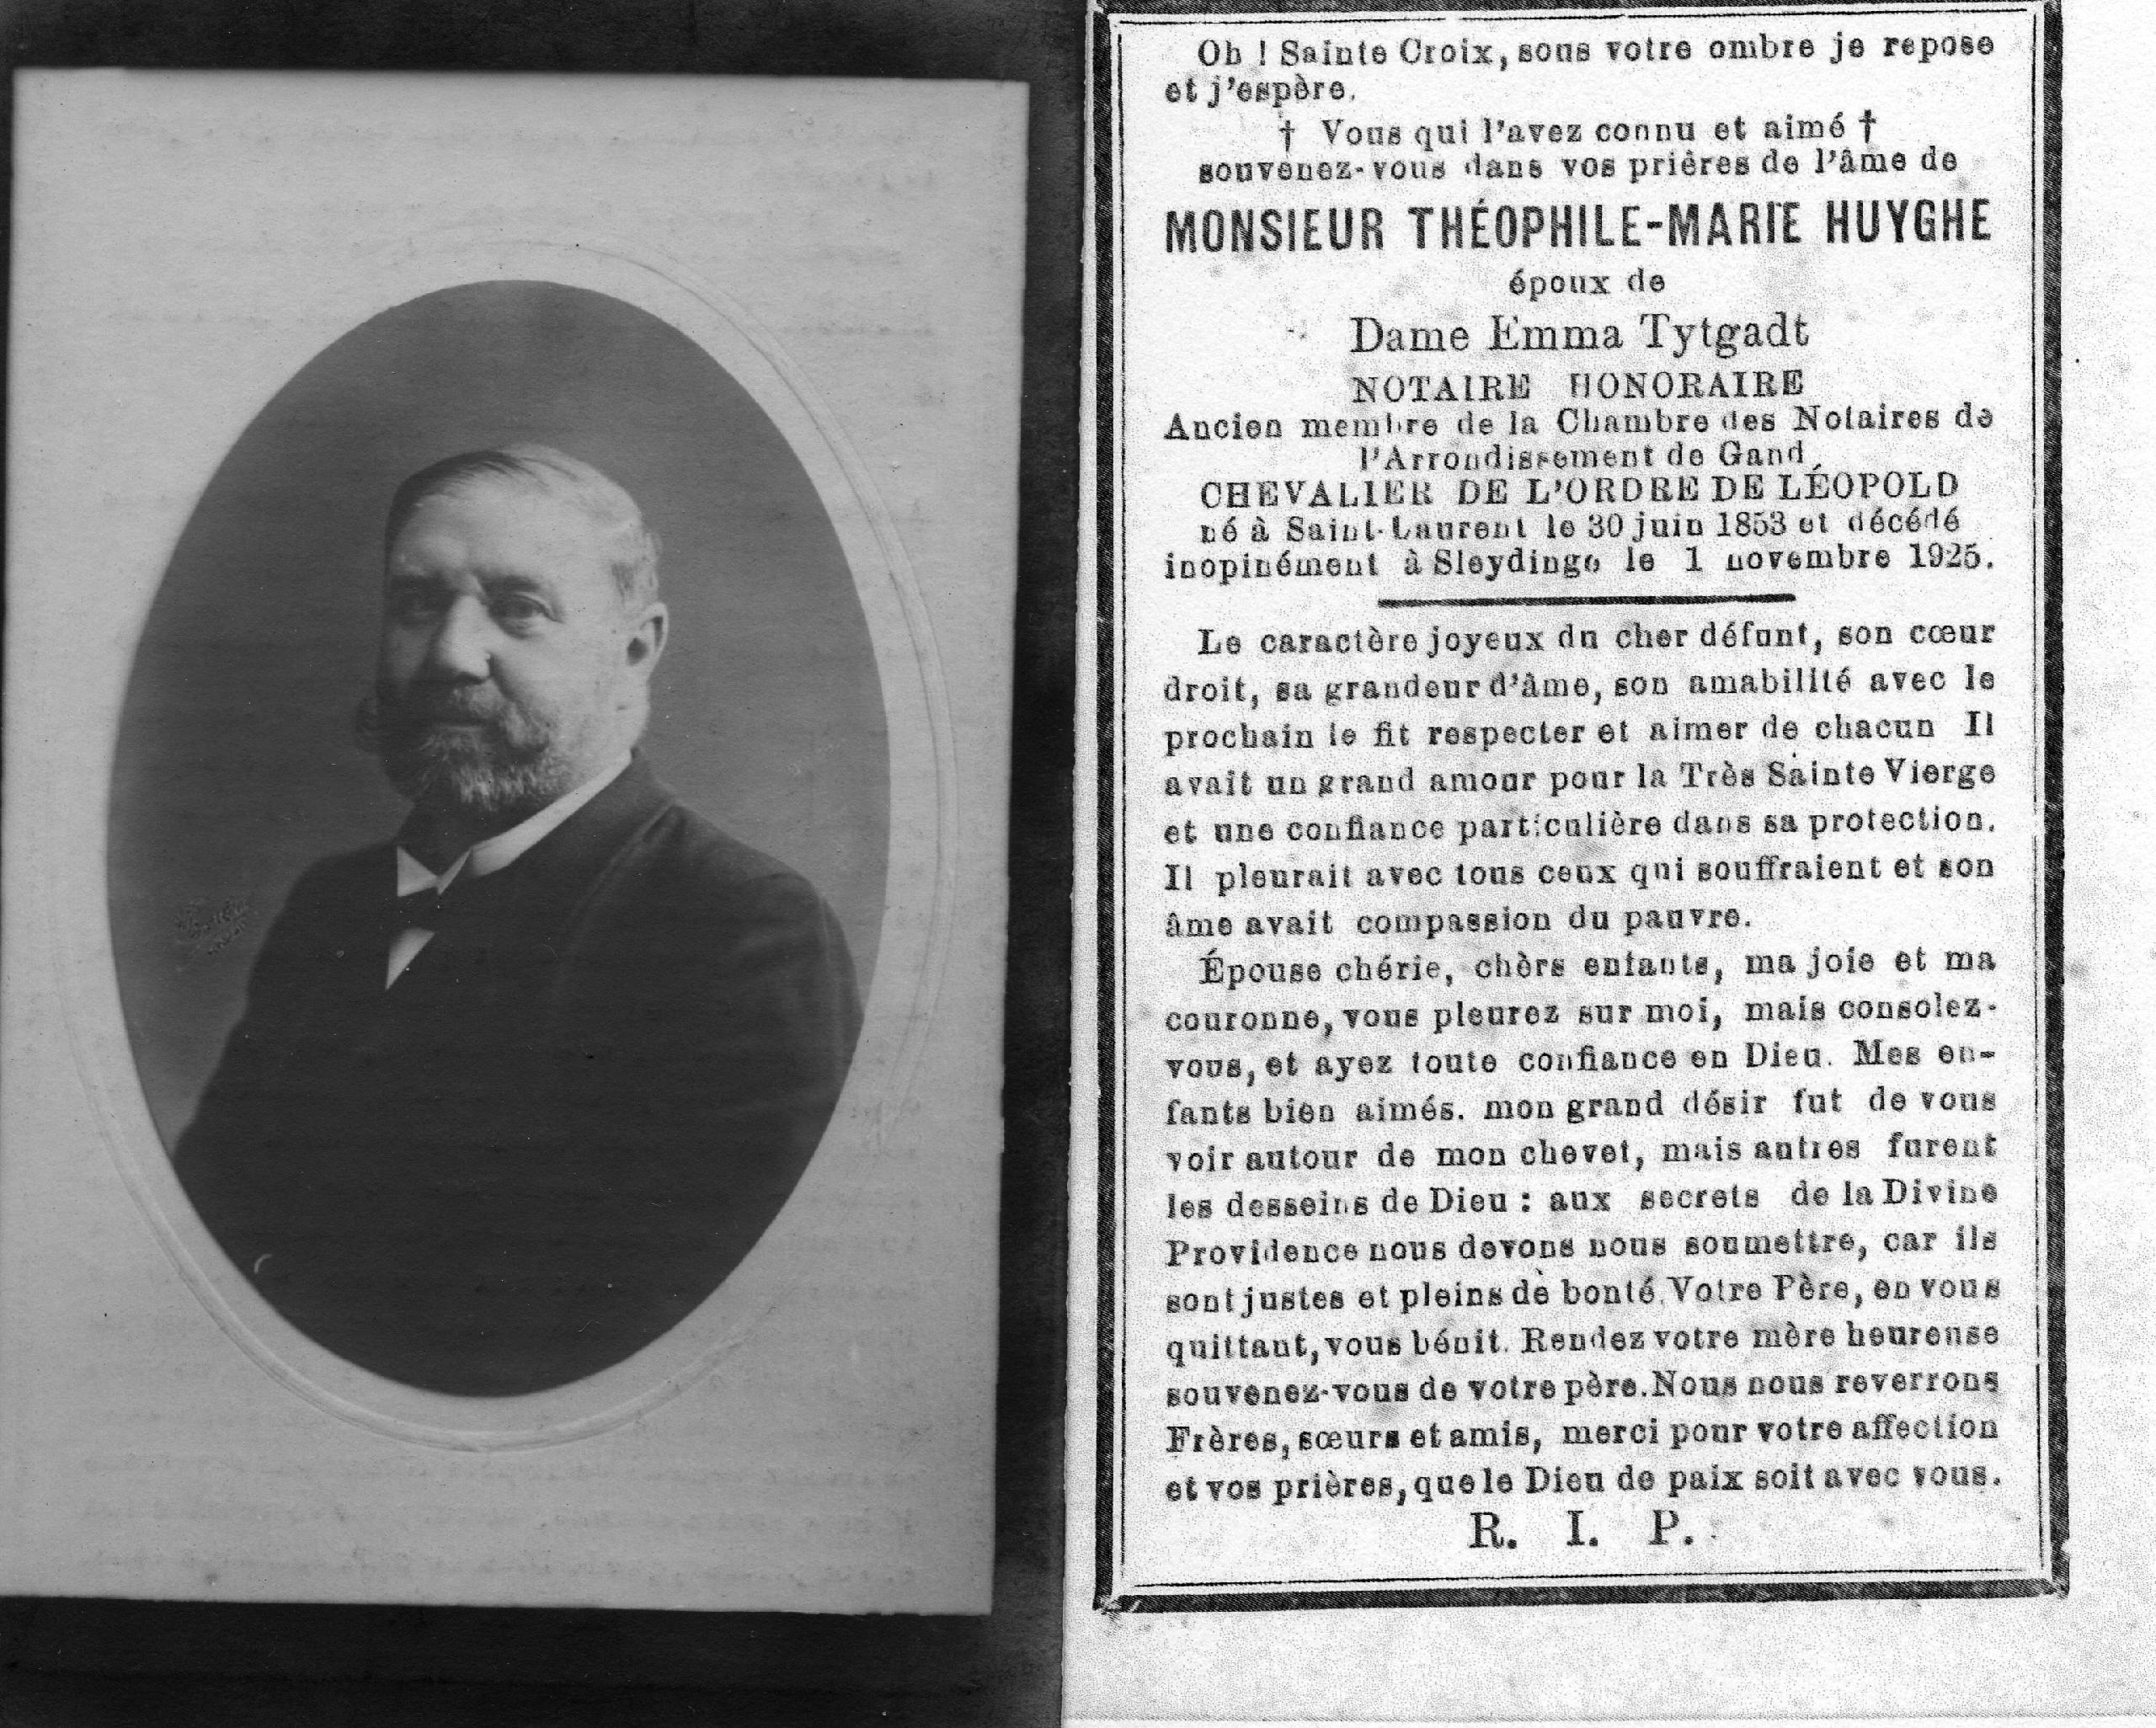 Oh ! Sainte Croix, sous votre ombre je repose
et j'espère.
† Vous qui l'avez connu et aimé †
souvenez-vous dans vos prières de l'âme de
MONSIEUR THÉOPHILE-MARIE HUYGHE
époux de
Dame Emma Tytgadt
NOTAIRE HONORAIRE
Ancien membre de la Chambre des Notaires de
l'Arrondissement de Gand
CHEVALIER DE L'ORDRE DE LÉOPOLD
né à Saint-Laurent le 30 juin 1853 et décédé
inopinément à Sleydinge le 1 novembre 1925.
Le caractère joyeux du cher défunt, son cœur
droit, sa grandeur d'âme, son amabilité avec le
prochain le fit respecter et aimer de chacun Il
avait un grand amour pour la Très Sainte Vierge
et une confiance particulière dans sa protection.
Il pleurait avec tous ceux qui souffraient et son
âme avait compassion du pauvre.
Épouse chérie, chèrs enfants, ma joie et ma
couronne, vous pleurez sur moi, mais consolez-
vous, et ayez toute confiance en Dieu. Mes en-
fants bien aimés. mon grand désir fut de vous
voir autour de mon chevet, mais autres furent
les desseins de Dieu : aux secrets de la Divine
Providence nous devons nous soumettre, car ils
sont justes et pleins de bonté. Votre Père, en vous
quittant, vous bénit. Rendez votre mère heureuse
souvenez-vous de votre père. Nous nous reverrons
Frères, sœurs et amis, merci pour votre affection
et vos prières, que le Dieu de paix soit avec vous.
R. I. P.